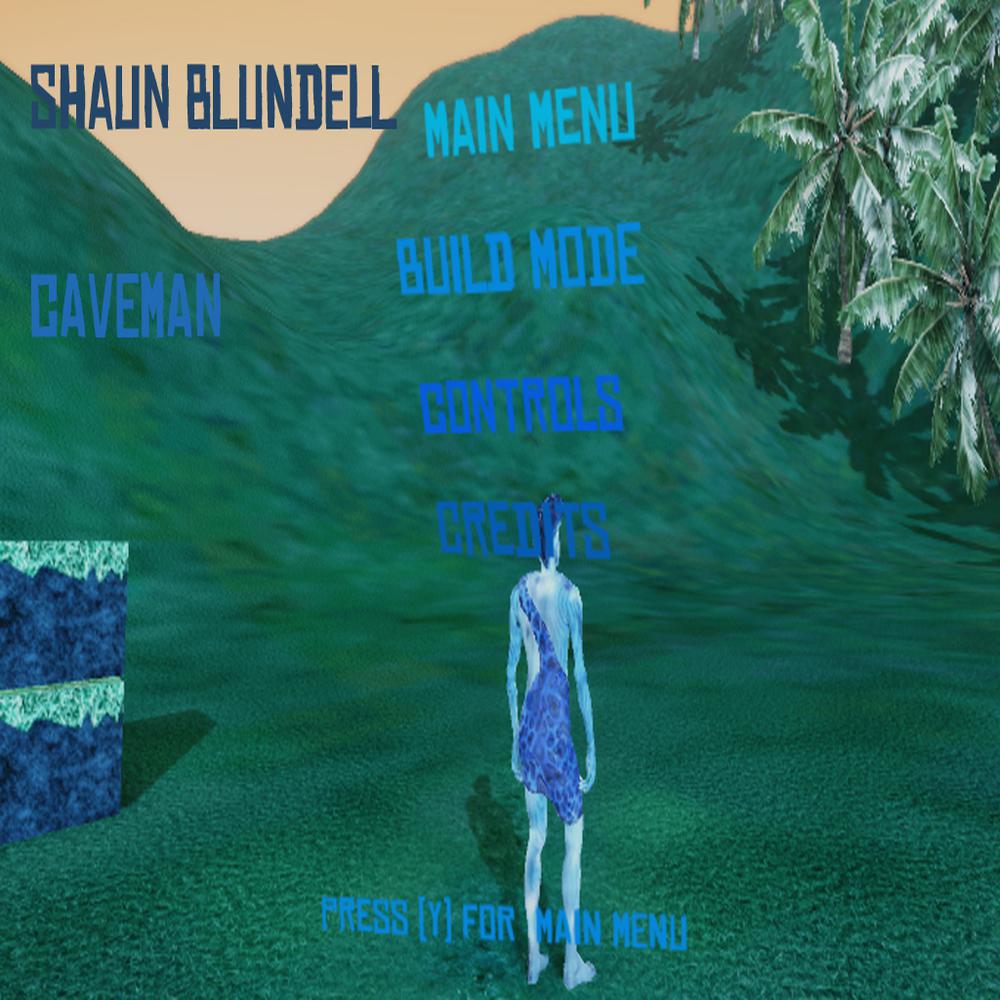 SHAUN BLUNDELL
MAIN MENU
BUILD MODE
CAVEMAN
CONTROLS
CREDITS
PRESS [Y] FOR MAIN MENU